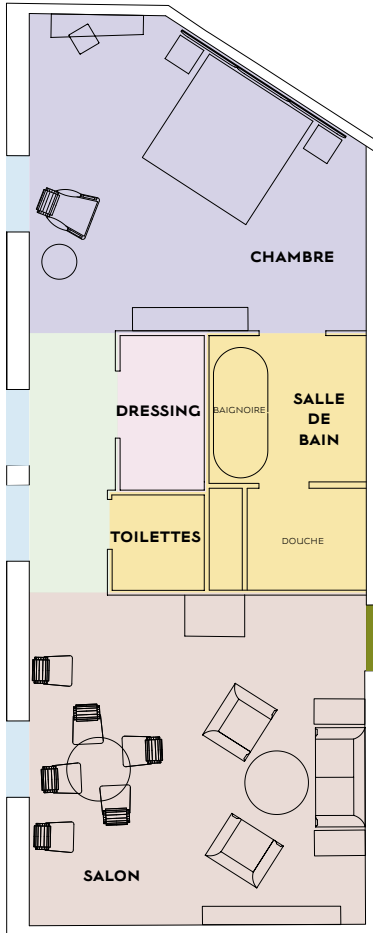 CHAMBRE
DRESSING
BAIGNOIRE
SALLE
DE
BAIN
TOILETTES
DOUCHE
SALON